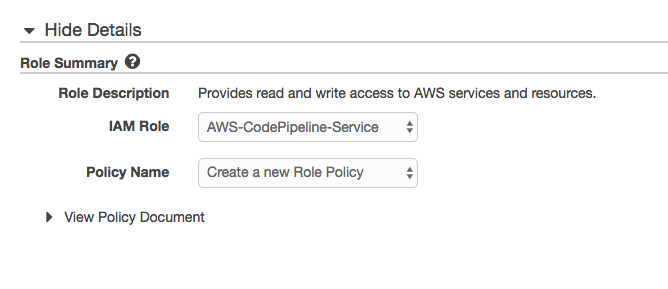 Hide Details
Role Summary ?
Role Description Provides read and write access to AWS services and resources.
IAM Role AWS-CodePipeline-Service
Policy Name Create a new Role Policy
View Policy Document